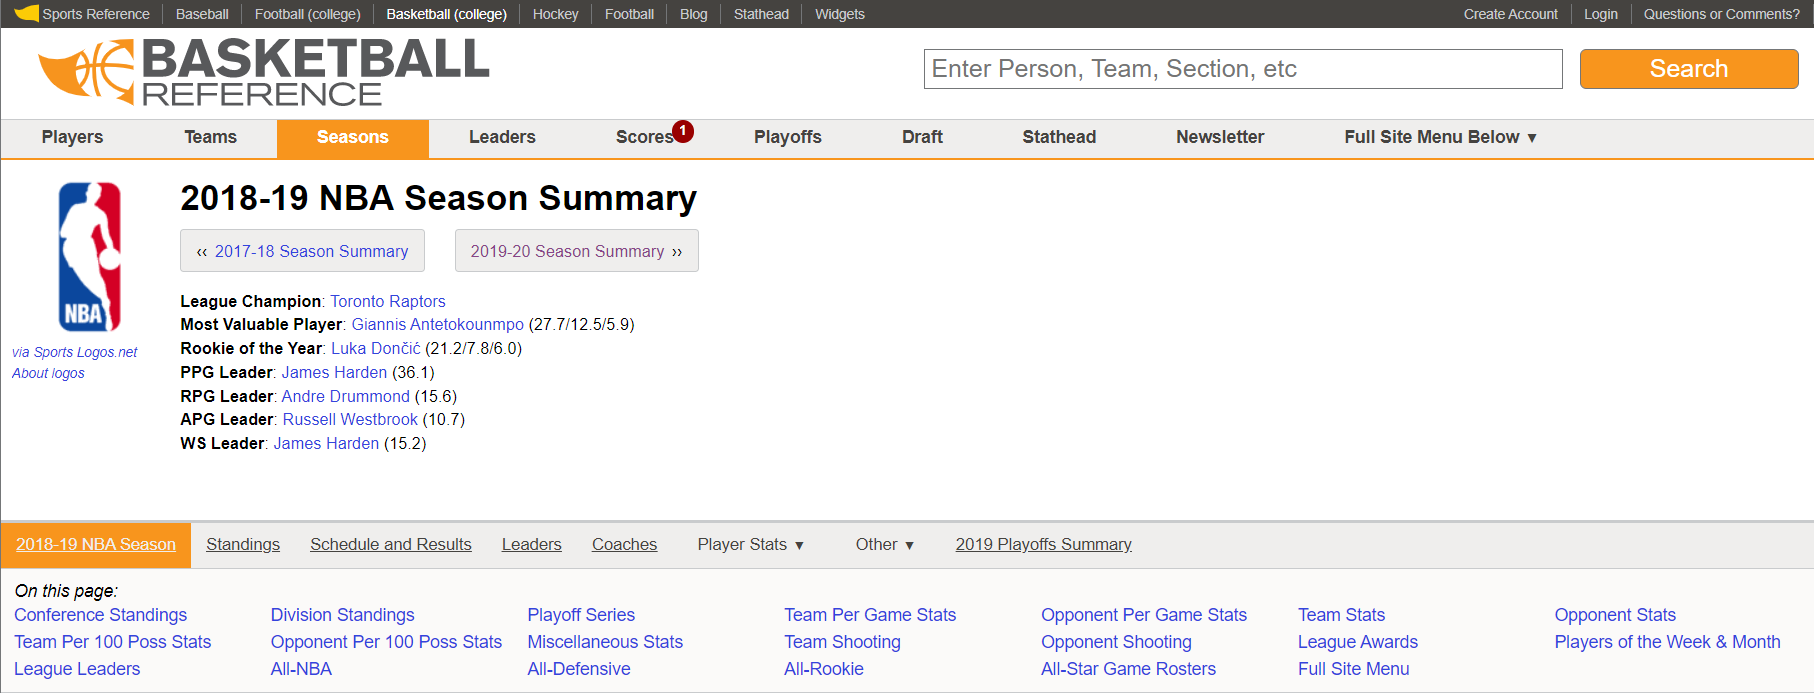 Sports Reference Baseball Football (college) Basketball (college) Hockey Football Blog Stathead Widgets Create Account Login Questions or Comments?
BASKETBALL
REFERENCE
Enter Person, Team, Section, etc Search
Players Teams Seasons Leaders Scores 1 Playoffs Draft Stathead Newsletter Full Site Menu Below ▼
NBA
via Sports Logos.net
About logos
2018-19 NBA Season Summary
‹‹ 2017-18 Season Summary 2019-20 Season Summary ››
League Champion: Toronto Raptors
Most Valuable Player: Giannis Antetokounmpo (27.7/12.5/5.9)
Rookie of the Year: Luka Dončić (21.2/7.8/6.0)
PPG Leader: James Harden (36.1)
RPG Leader: Andre Drummond (15.6)
APG Leader: Russell Westbrook (10.7)
WS Leader: James Harden (15.2)
2018-19 NBA Season Standings Schedule and Results Leaders Coaches Player Stats ▼ Other ▼ 2019 Playoffs Summary
On this page:
Conference Standings Division Standings Playoff Series Team Per Game Stats Opponent Per Game Stats Team Stats Opponent Stats
Team Per 100 Poss Stats Opponent Per 100 Poss Stats Miscellaneous Stats Team Shooting Opponent Shooting League Awards Players of the Week & Month
League Leaders All-NBA All-Defensive All-Rookie All-Star Game Rosters Full Site Menu